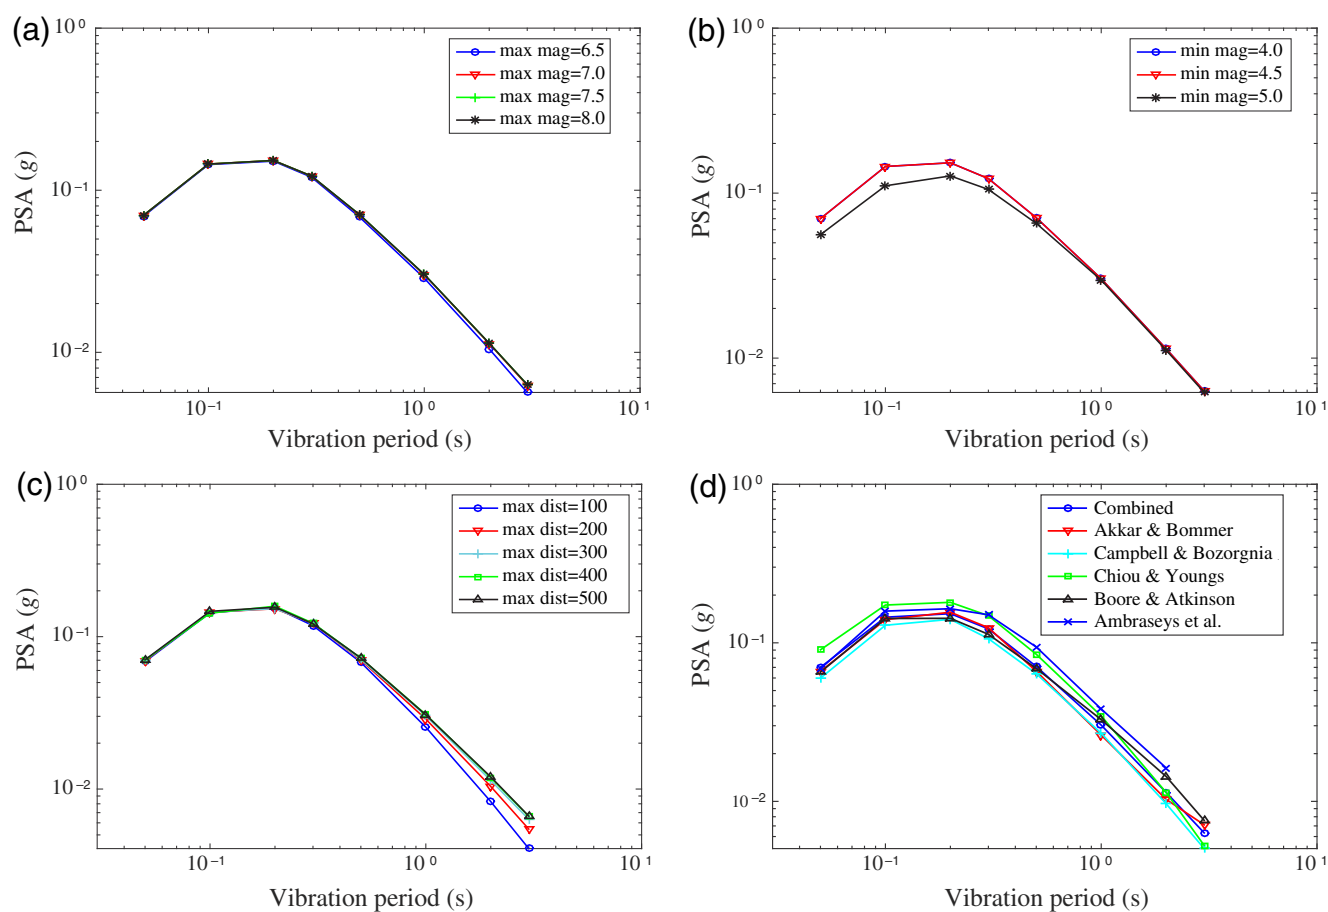 (a)
10⁰
max mag=6.5
max mag=7.0
max mag=7.5
max mag=8.0
PSA (g)
10⁻¹
10⁻²
10⁻¹
10⁰
10¹
Vibration period (s)
(b)
10⁰
min mag=4.0
min mag=4.5
min mag=5.0
PSA (g)
10⁻¹
10⁻²
10⁻¹
10⁰
10¹
Vibration period (s)
(c)
10⁰
max dist=100
max dist=200
max dist=300
max dist=400
max dist=500
PSA (g)
10⁻¹
10⁻²
10⁻¹
10⁰
10¹
Vibration period (s)
(d)
10⁰
Combined
Akkar & Bommer
Campbell & Bozorgnia
Chiou & Youngs
Boore & Atkinson
Ambraseys et al.
PSA (g)
10⁻¹
10⁻²
10⁻¹
10⁰
10¹
Vibration period (s)